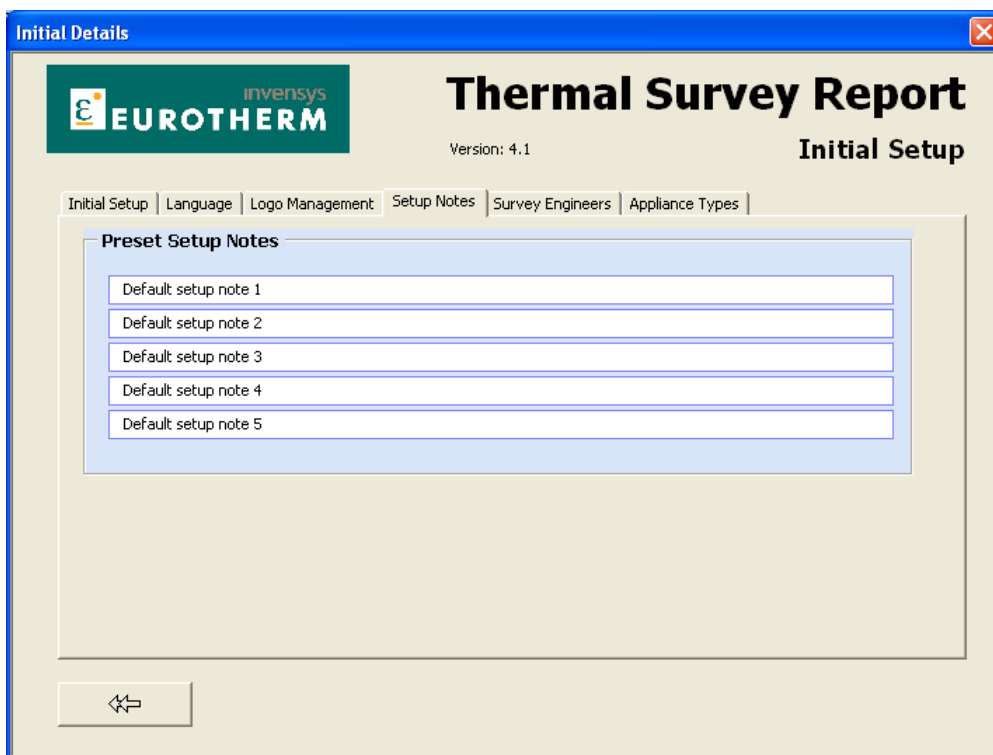 Initial Details
invensys
EUROTHERM
Thermal Survey Report
Version: 4.1
Initial Setup
Initial Setup Language Logo Management Setup Notes Survey Engineers Appliance Types
Preset Setup Notes
Default setup note 1
Default setup note 2
Default setup note 3
Default setup note 4
Default setup note 5